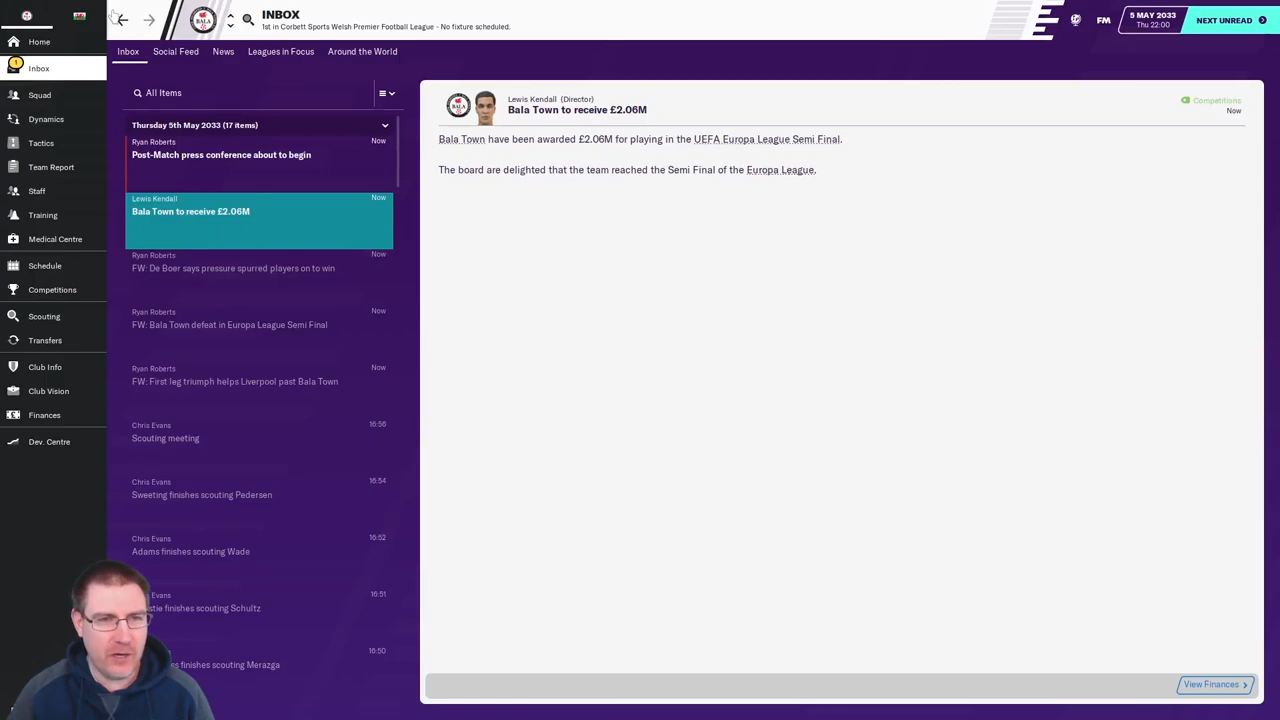 INBOX
1st in Corbett Sports Welsh Premier Football League - No fixture scheduled.
FM
5 MAY 2033
Thu 22:00
NEXT UNREAD
Home
1
Inbox
Squad
Dynamics
Tactics
Team Report
Staff
Training
Medical Centre
Schedule
Competitions
Scouting
Transfers
Club Info
Club Vision
Finances
Dev. Centre
Inbox
Social Feed
News
Leagues in Focus
Around the World
All Items
Thursday 5th May 2033 (17 items)
Ryan Roberts
Now
Post-Match press conference about to begin
Lewis Kendall
Now
Bala Town to receive £2.06M
Ryan Roberts
Now
FW: De Boer says pressure spurred players on to win
Ryan Roberts
Now
FW: Bala Town defeat in Europa League Semi Final
Ryan Roberts
Now
FW: First leg triumph helps Liverpool past Bala Town
Chris Evans
16:56
Scouting meeting
Chris Evans
16:54
Sweeting finishes scouting Pedersen
Chris Evans
16:52
Adams finishes scouting Wade
Evans
16:51
finishes scouting Schultz
16:50
finishes scouting Merazga
BALA
Lewis Kendall (Director)
Bala Town to receive £2.06M
Competitions
Now
Bala Town have been awarded £2.06M for playing in the UEFA Europa League Semi Final.
The board are delighted that the team reached the Semi Final of the Europa League.
View Finances